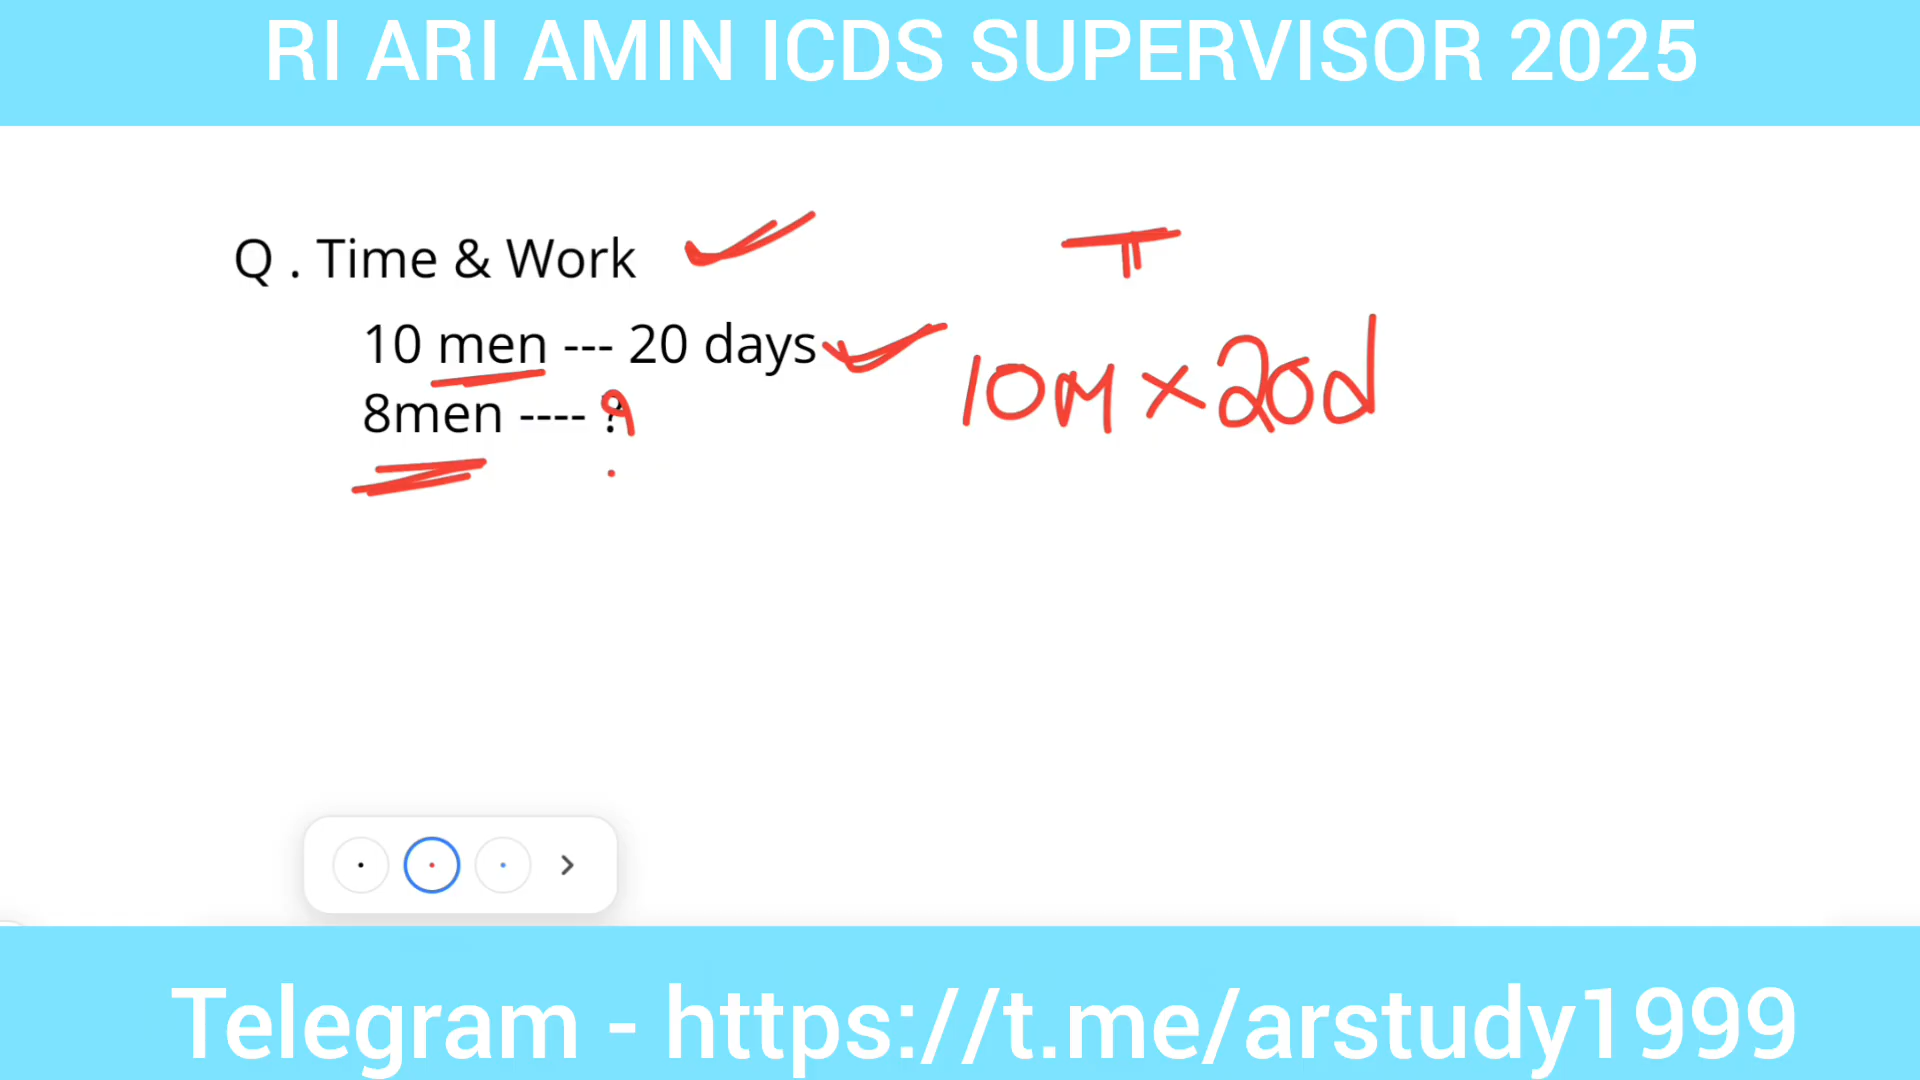 RI ARI AMIN ICDS SUPERVISOR 2025
Q . Time & Work
10 men --- 20 days
8men ---- ?
10M × 20d
Telegram - https://t.me/arstudy1999